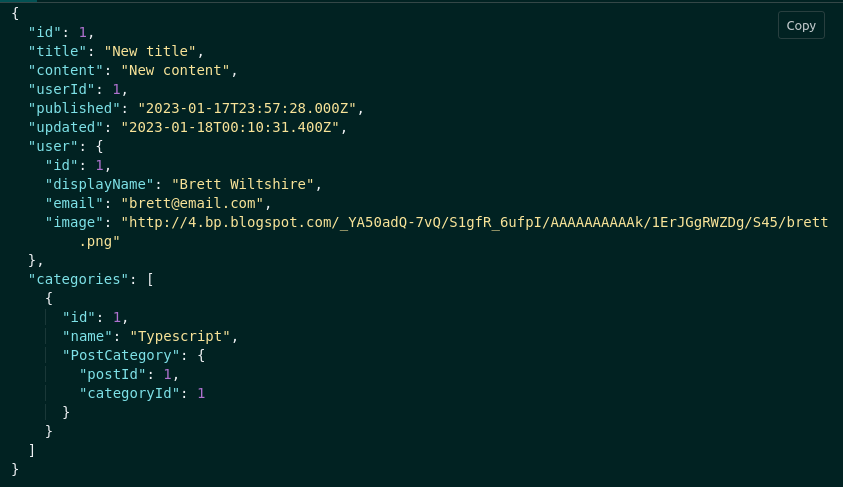 {
Copy
"id": 1,
"title": "New title",
"content": "New content",
"userId": 1,
"published": "2023-01-17T23:57:28.000Z",
"updated": "2023-01-18T00:10:31.400Z",
"user": {
"id": 1,
"displayName": "Brett Wiltshire",
"email": "brett@email.com",
"image": "http://4.bp.blogspot.com/_YA50adQ-7vQ/S1gfR_6ufpI/AAAAAAAAAAk/1ErJGgRWZDg/S45/brett
.png"
},
"categories": [
{
"id": 1,
"name": "Typescript",
"PostCategory": {
"postId": 1,
"categoryId": 1
}
}
]
}